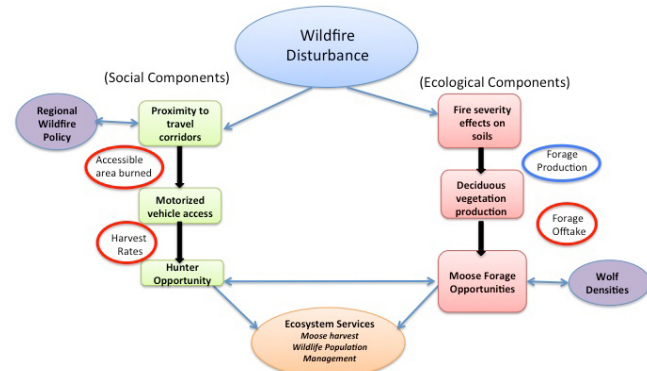 Wildfire
Disturbance
(Social Components)
(Ecological Components)
Regional
Wildfire
Policy
Proximity to
travel
corridors
Fire severity
effects on
soils
Accessible
area burned
Forage
Production
Motorized
vehicle access
Deciduous
vegetation
production
Harvest
Rates
Forage
Offtake
Hunter
Opportunity
Moose Forage
Opportunities
Wolf
Densities
Ecosystem Services
Moose harvest
Wildlife Population
Management